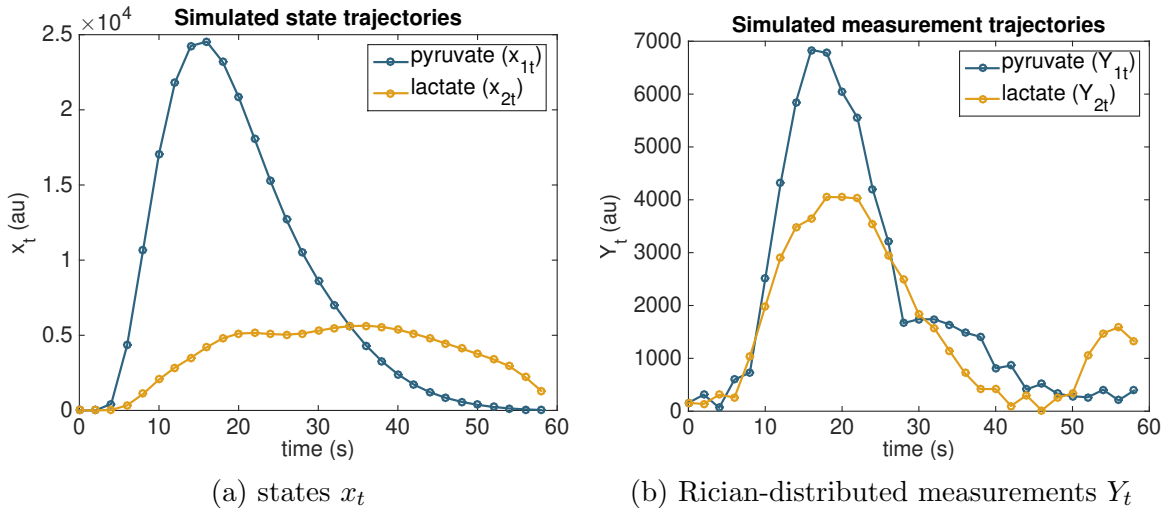 Simulated state trajectories
×10⁴
2.5
2
1.5
1
0.5
0
x_t (au)
0 10 20 30 40 50 60
time (s)
pyruvate (x_1t)
lactate (x_2t)
(a) states x_t
Simulated measurement trajectories
7000
6000
5000
4000
3000
2000
1000
0
Y_t (au)
0 10 20 30 40 50 60
time (s)
pyruvate (Y_1t)
lactate (Y_2t)
(b) Rician-distributed measurements Y_t